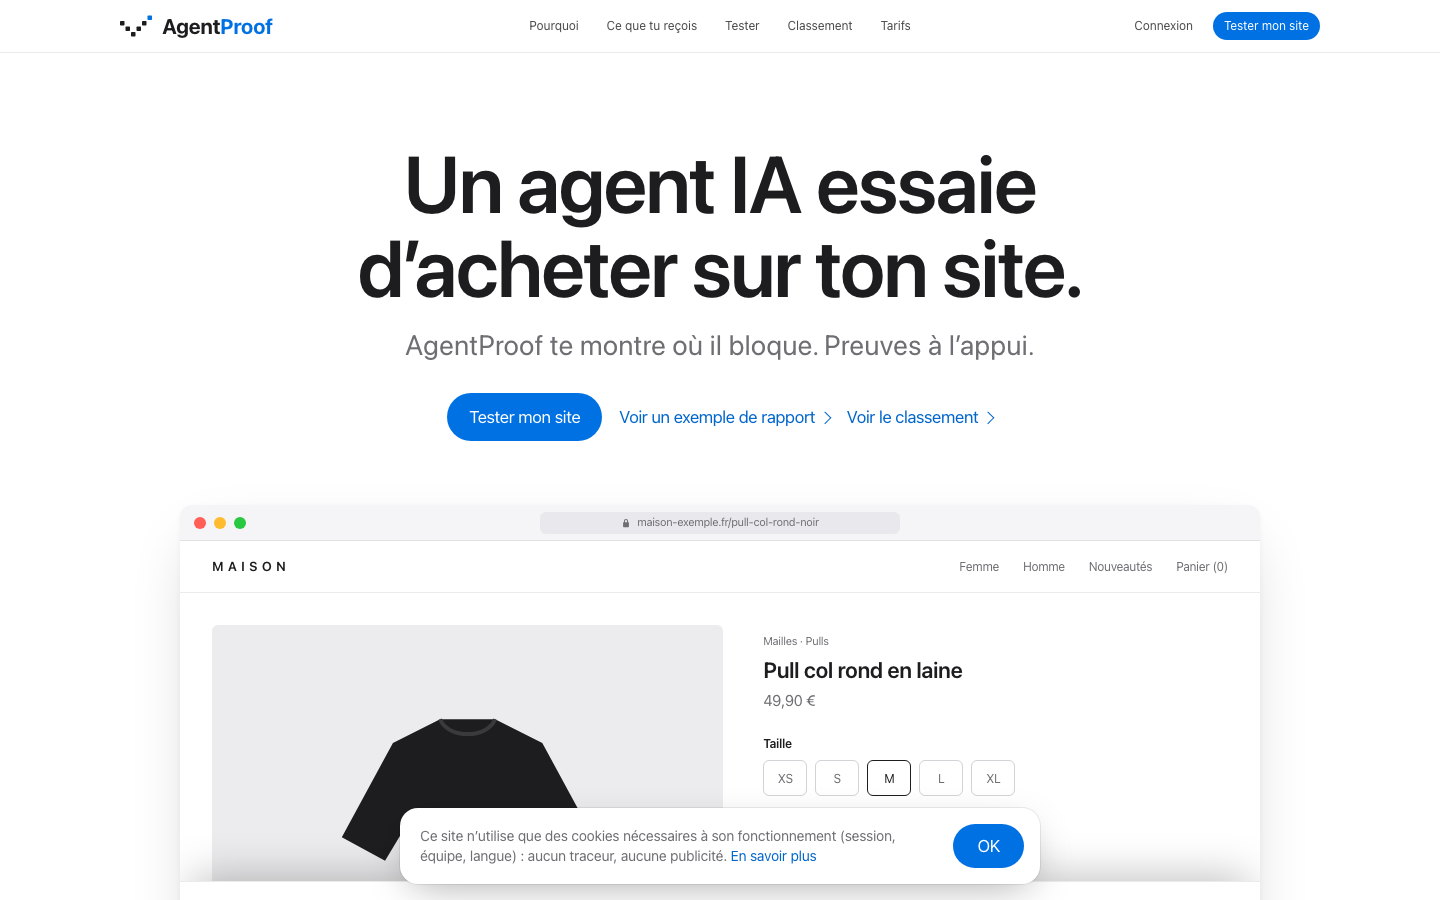 AgentProof
Pourquoi
Ce que tu reçois
Tester
Classement
Tarifs
Connexion
Tester mon site
Un agent IA essaie
d’acheter sur ton site.
AgentProof te montre où il bloque. Preuves à l’appui.
Tester mon site
Voir un exemple de rapport
Voir le classement
maison-exemple.fr/pull-col-rond-noir
MAISON
Femme
Homme
Nouveautés
Panier (0)
Mailles · Pulls
Pull col rond en laine
49,90 €
Taille
XS
S
M
L
XL
Ce site n’utilise que des cookies nécessaires à son fonctionnement (session,
équipe, langue) : aucun traceur, aucune publicité. En savoir plus
OK